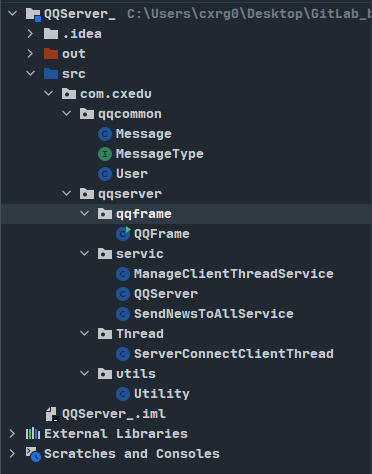 QQServer_ C:\Users\cxrg0\Desktop\GitLab_b
.idea
out
src
com.cxedu
qqcommon
Message
MessageType
User
qqserver
qqframe
QQFrame
servic
ManageClientThreadService
QQServer
SendNewsToAllService
Thread
ServerConnectClientThread
utils
Utility
QQServer_.iml
External Libraries
Scratches and Consoles